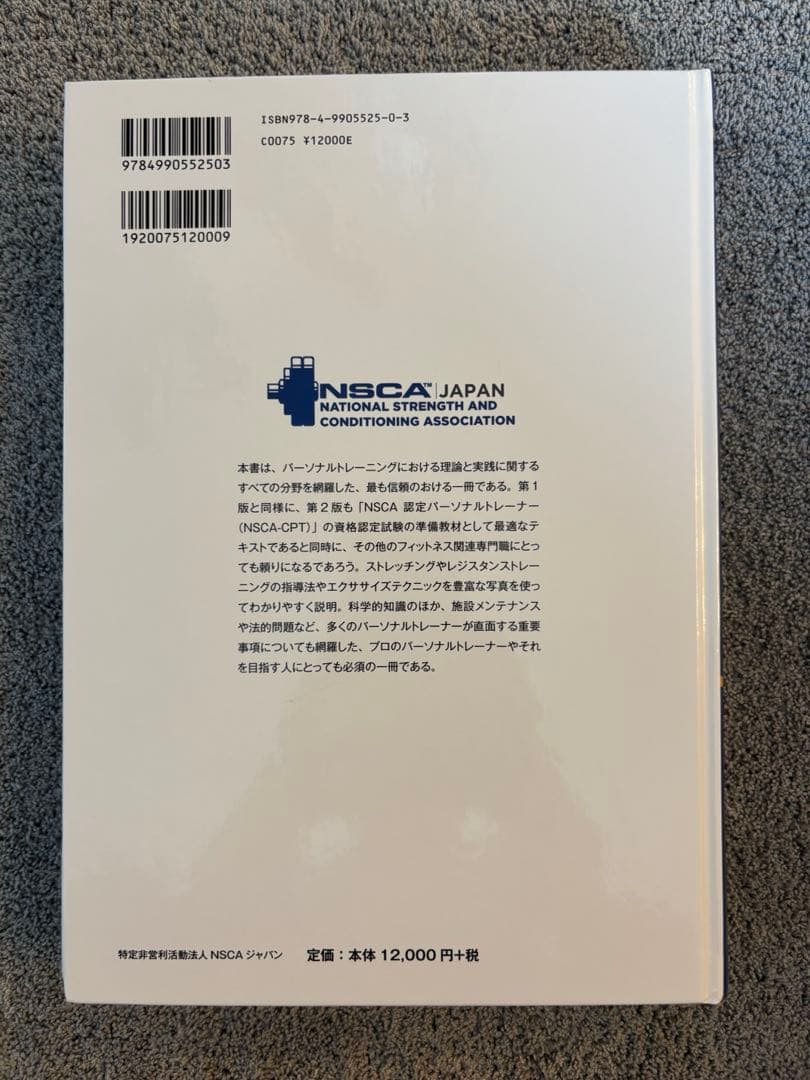 ISBN978-4-9905525-0-3
C0075 ¥12000E
9784990552503
1920075120009
NSCA™ JAPAN
NATIONAL STRENGTH AND
CONDITIONING ASSOCIATION
本書は、パーソナルトレーニングにおける理論と実践に関する
すべての分野を網羅した、最も信頼のおける一冊である。第1
版と同様に、第2版も「NSCA 認定パーソナルトレーナー
(NSCA-CPT)」の資格認定試験の準備教材として最適なテ
キストであると同時に、その他のフィットネス関連専門職にとっ
ても頼りになるであろう。ストレッチングやレジスタンストレー
ニングの指導法やエクササイズテクニックを豊富な写真を使っ
てわかりやすく説明。科学的知識のほか、施設メンテナンス
や法的問題など、多くのパーソナルトレーナーが直面する重要
事項についても網羅した、プロのパーソナルトレーナーやそれ
を目指す人にとっても必須の一冊である。
特定非営利活動法人 NSCA ジャパン 定価：本体 12,000 円+税